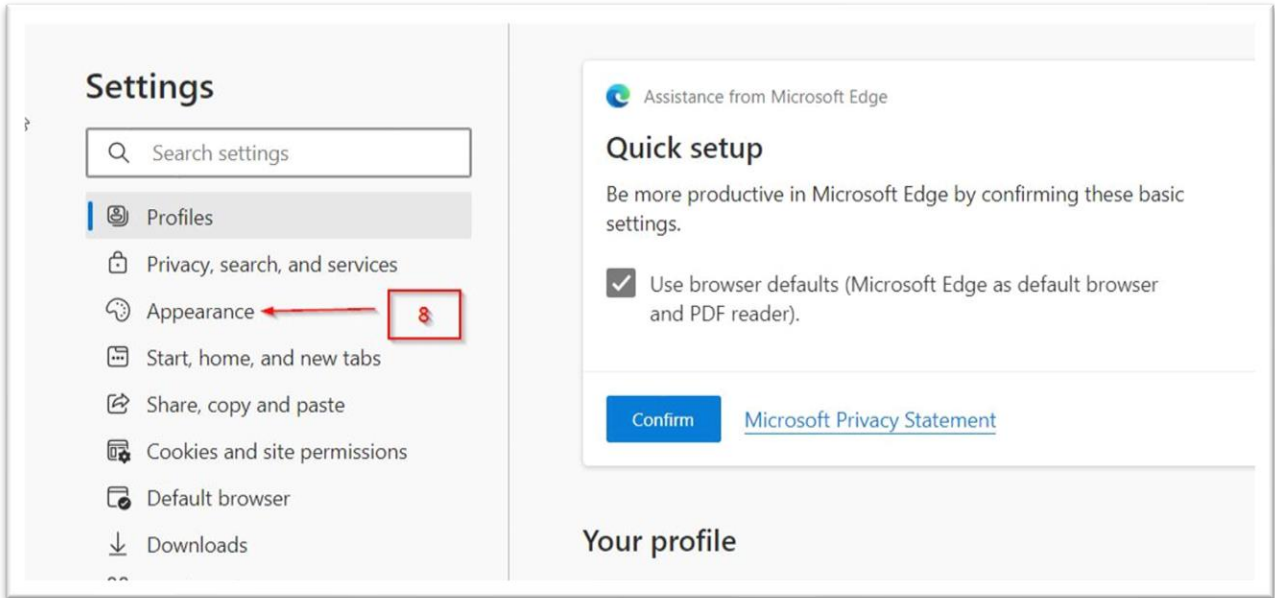 Settings
Search settings
Profiles
Privacy, search, and services
Appearance
8
Start, home, and new tabs
Share, copy and paste
Cookies and site permissions
Default browser
Downloads
Assistance from Microsoft Edge
Quick setup
Be more productive in Microsoft Edge by confirming these basic
settings.
Use browser defaults (Microsoft Edge as default browser
and PDF reader).
Confirm
Microsoft Privacy Statement
Your profile